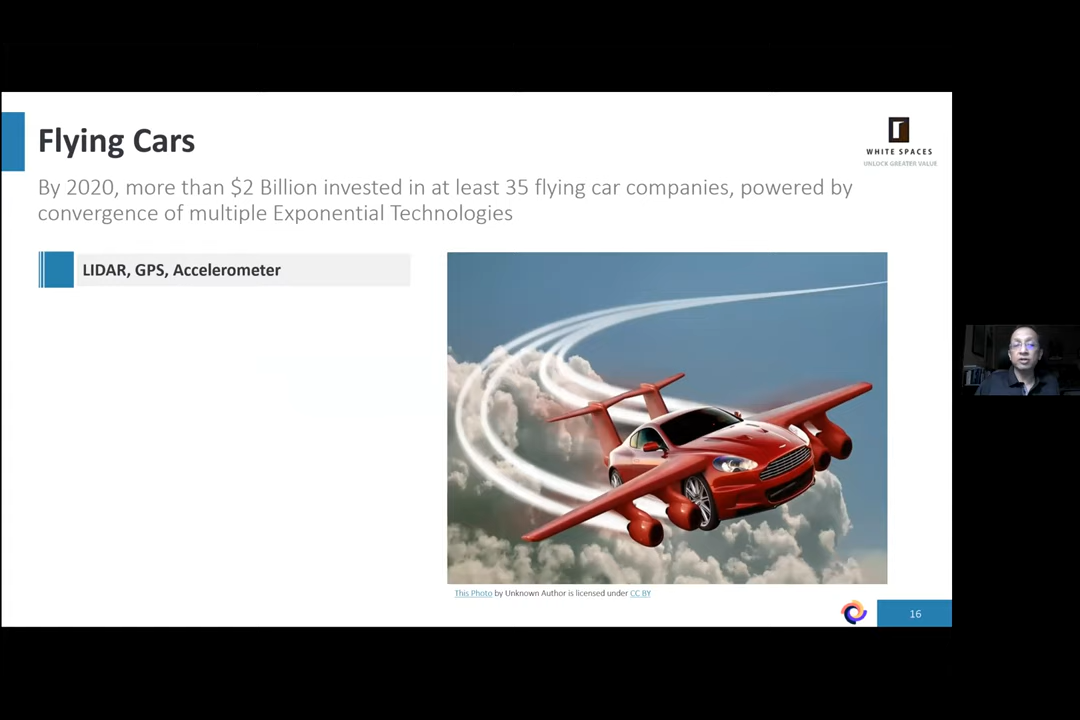 Flying Cars
WHITE SPACES
UNLOCK GREATER VALUE
By 2020, more than $2 Billion invested in at least 35 flying car companies, powered by
convergence of multiple Exponential Technologies
LIDAR, GPS, Accelerometer
This Photo by Unknown Author is licensed under CC BY
16